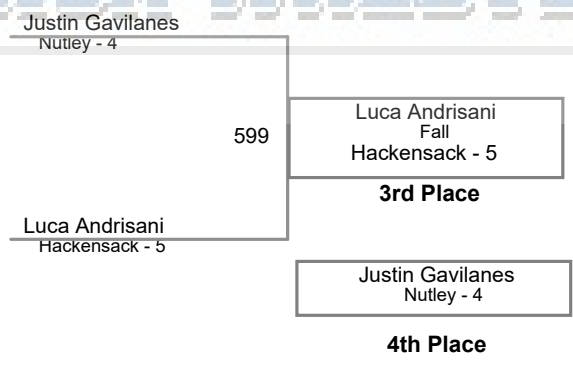 Justin Gavilanes
Nutley - 4
599
Luca Andrisani
Fall
Hackensack - 5
3rd Place
Luca Andrisani
Hackensack - 5
Justin Gavilanes
Nutley - 4
4th Place